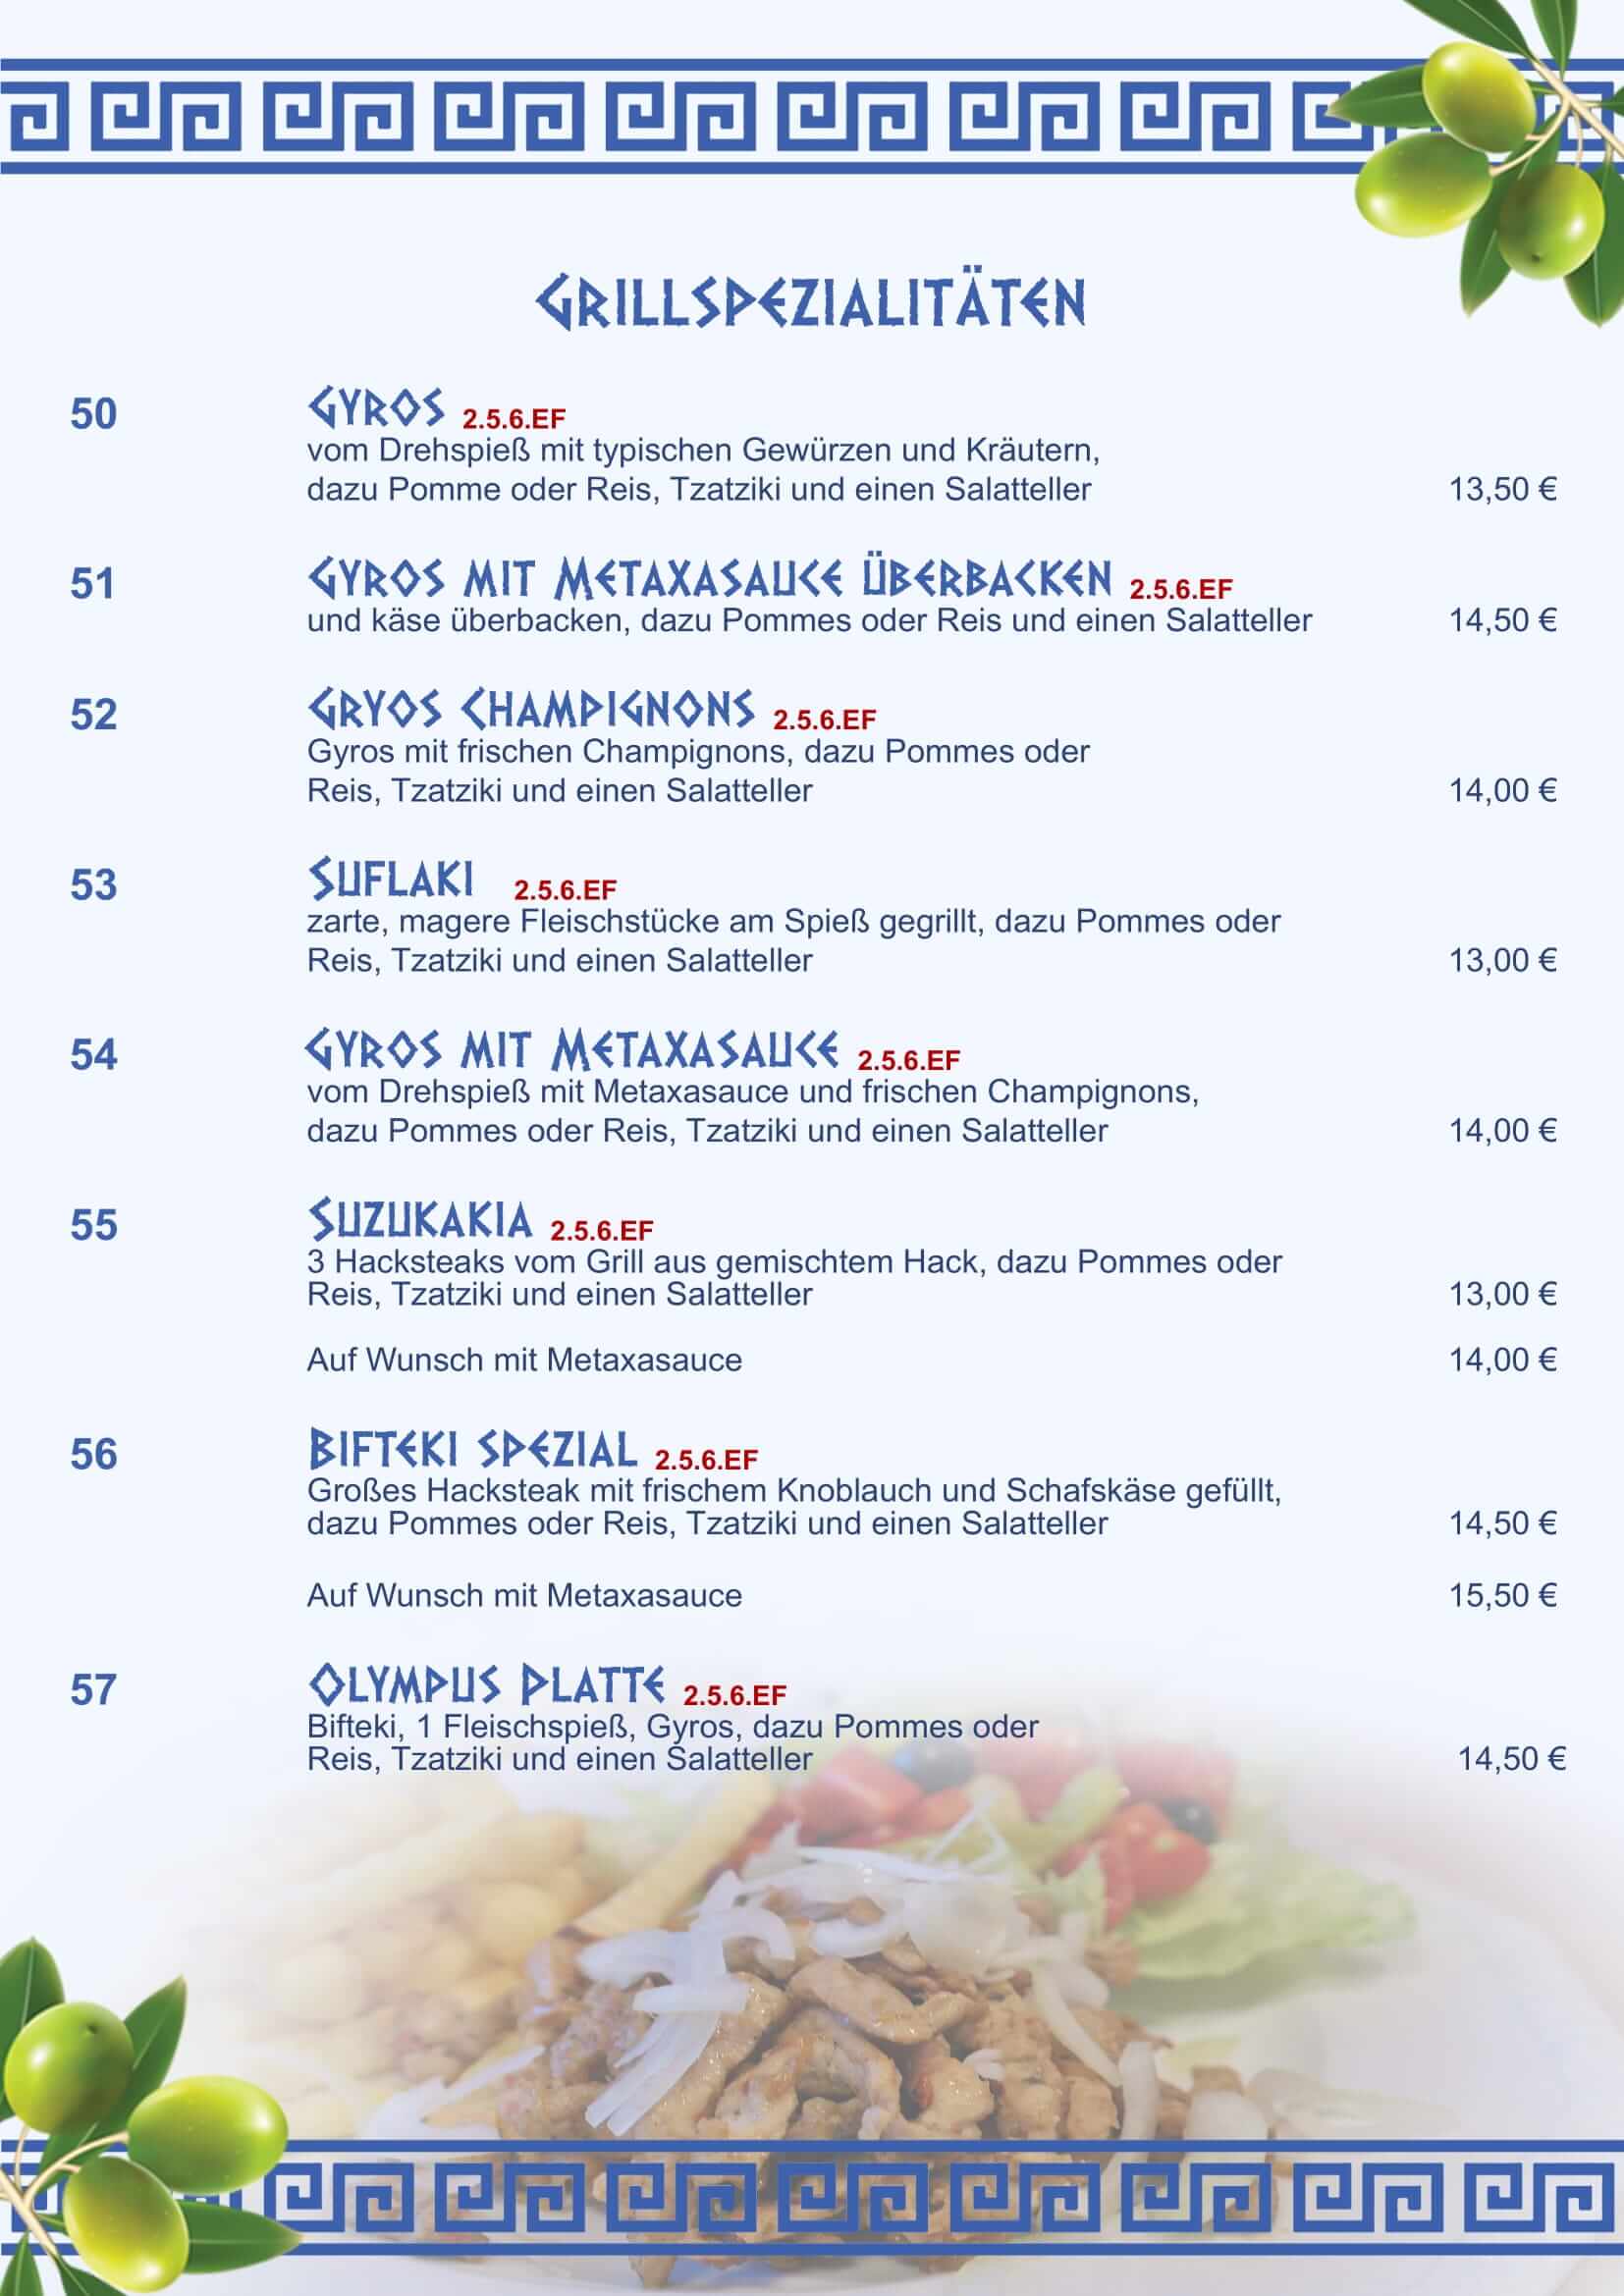 Grillspezialitäten
50 Gyros 2.5.6.EF
vom Drehspieß mit typischen Gewürzen und Kräutern,
dazu Pomme oder Reis, Tzatziki und einen Salatteller 13,50 €
51 Gyros mit Metaxasauce überbacken 2.5.6.EF
und käse überbacken, dazu Pommes oder Reis und einen Salatteller 14,50 €
52 Gryos Champignons 2.5.6.EF
Gyros mit frischen Champignons, dazu Pommes oder
Reis, Tzatziki und einen Salatteller 14,00 €
53 Suflaki 2.5.6.EF
zarte, magere Fleischstücke am Spieß gegrillt, dazu Pommes oder
Reis, Tzatziki und einen Salatteller 13,00 €
54 Gyros mit Metaxasauce 2.5.6.EF
vom Drehspieß mit Metaxasauce und frischen Champignons,
dazu Pommes oder Reis, Tzatziki und einen Salatteller 14,00 €
55 Suzukakia 2.5.6.EF
3 Hacksteaks vom Grill aus gemischtem Hack, dazu Pommes oder
Reis, Tzatziki und einen Salatteller 13,00 €
Auf Wunsch mit Metaxasauce 14,00 €
56 Bifteki spezial 2.5.6.EF
Großes Hacksteak mit frischem Knoblauch und Schafskäse gefüllt,
dazu Pommes oder Reis, Tzatziki und einen Salatteller 14,50 €
Auf Wunsch mit Metaxasauce 15,50 €
57 Olympus Platte 2.5.6.EF
Bifteki, 1 Fleischspieß, Gyros, dazu Pommes oder
Reis, Tzatziki und einen Salatteller 14,50 €